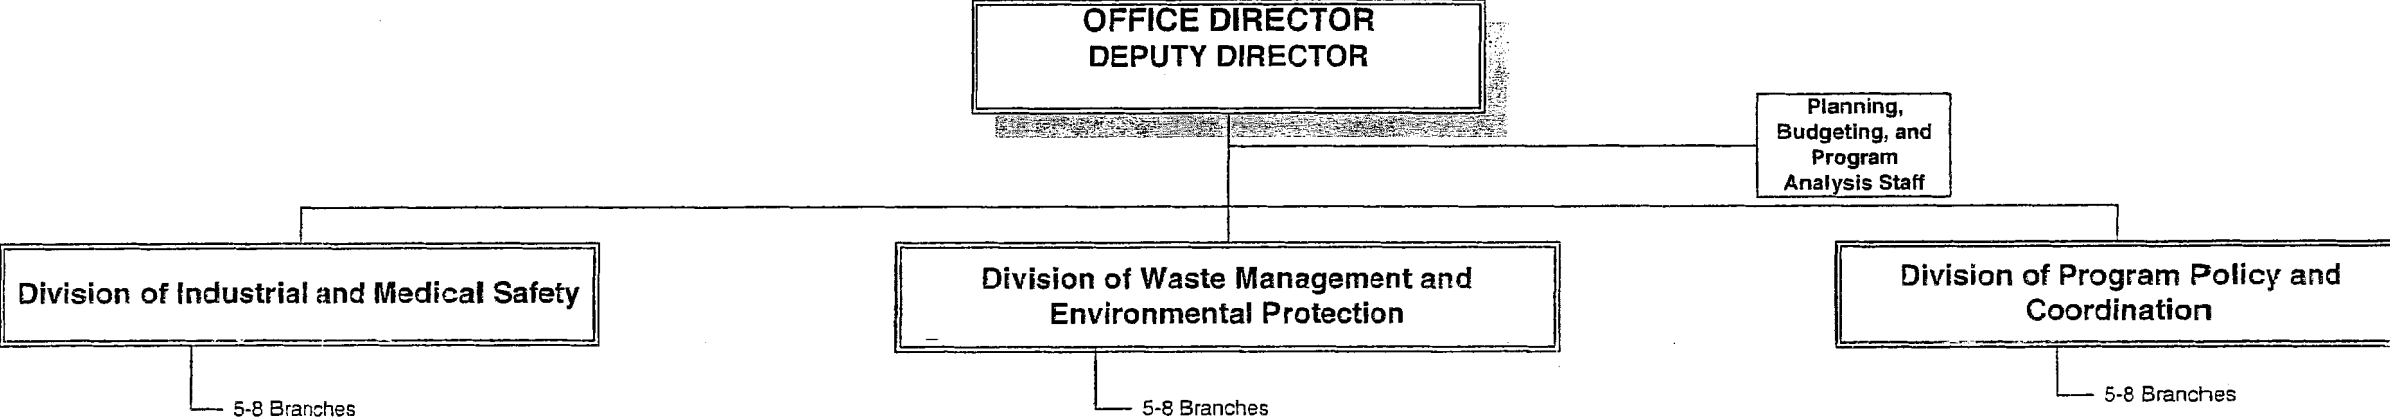 OFFICE DIRECTOR
DEPUTY DIRECTOR
Planning,
Budgeting, and
Program
Analysis Staff
Division of Industrial and Medical Safety
Division of Waste Management and
Environmental Protection
Division of Program Policy and
Coordination
5-8 Branches
5-8 Branches
5-8 Branches